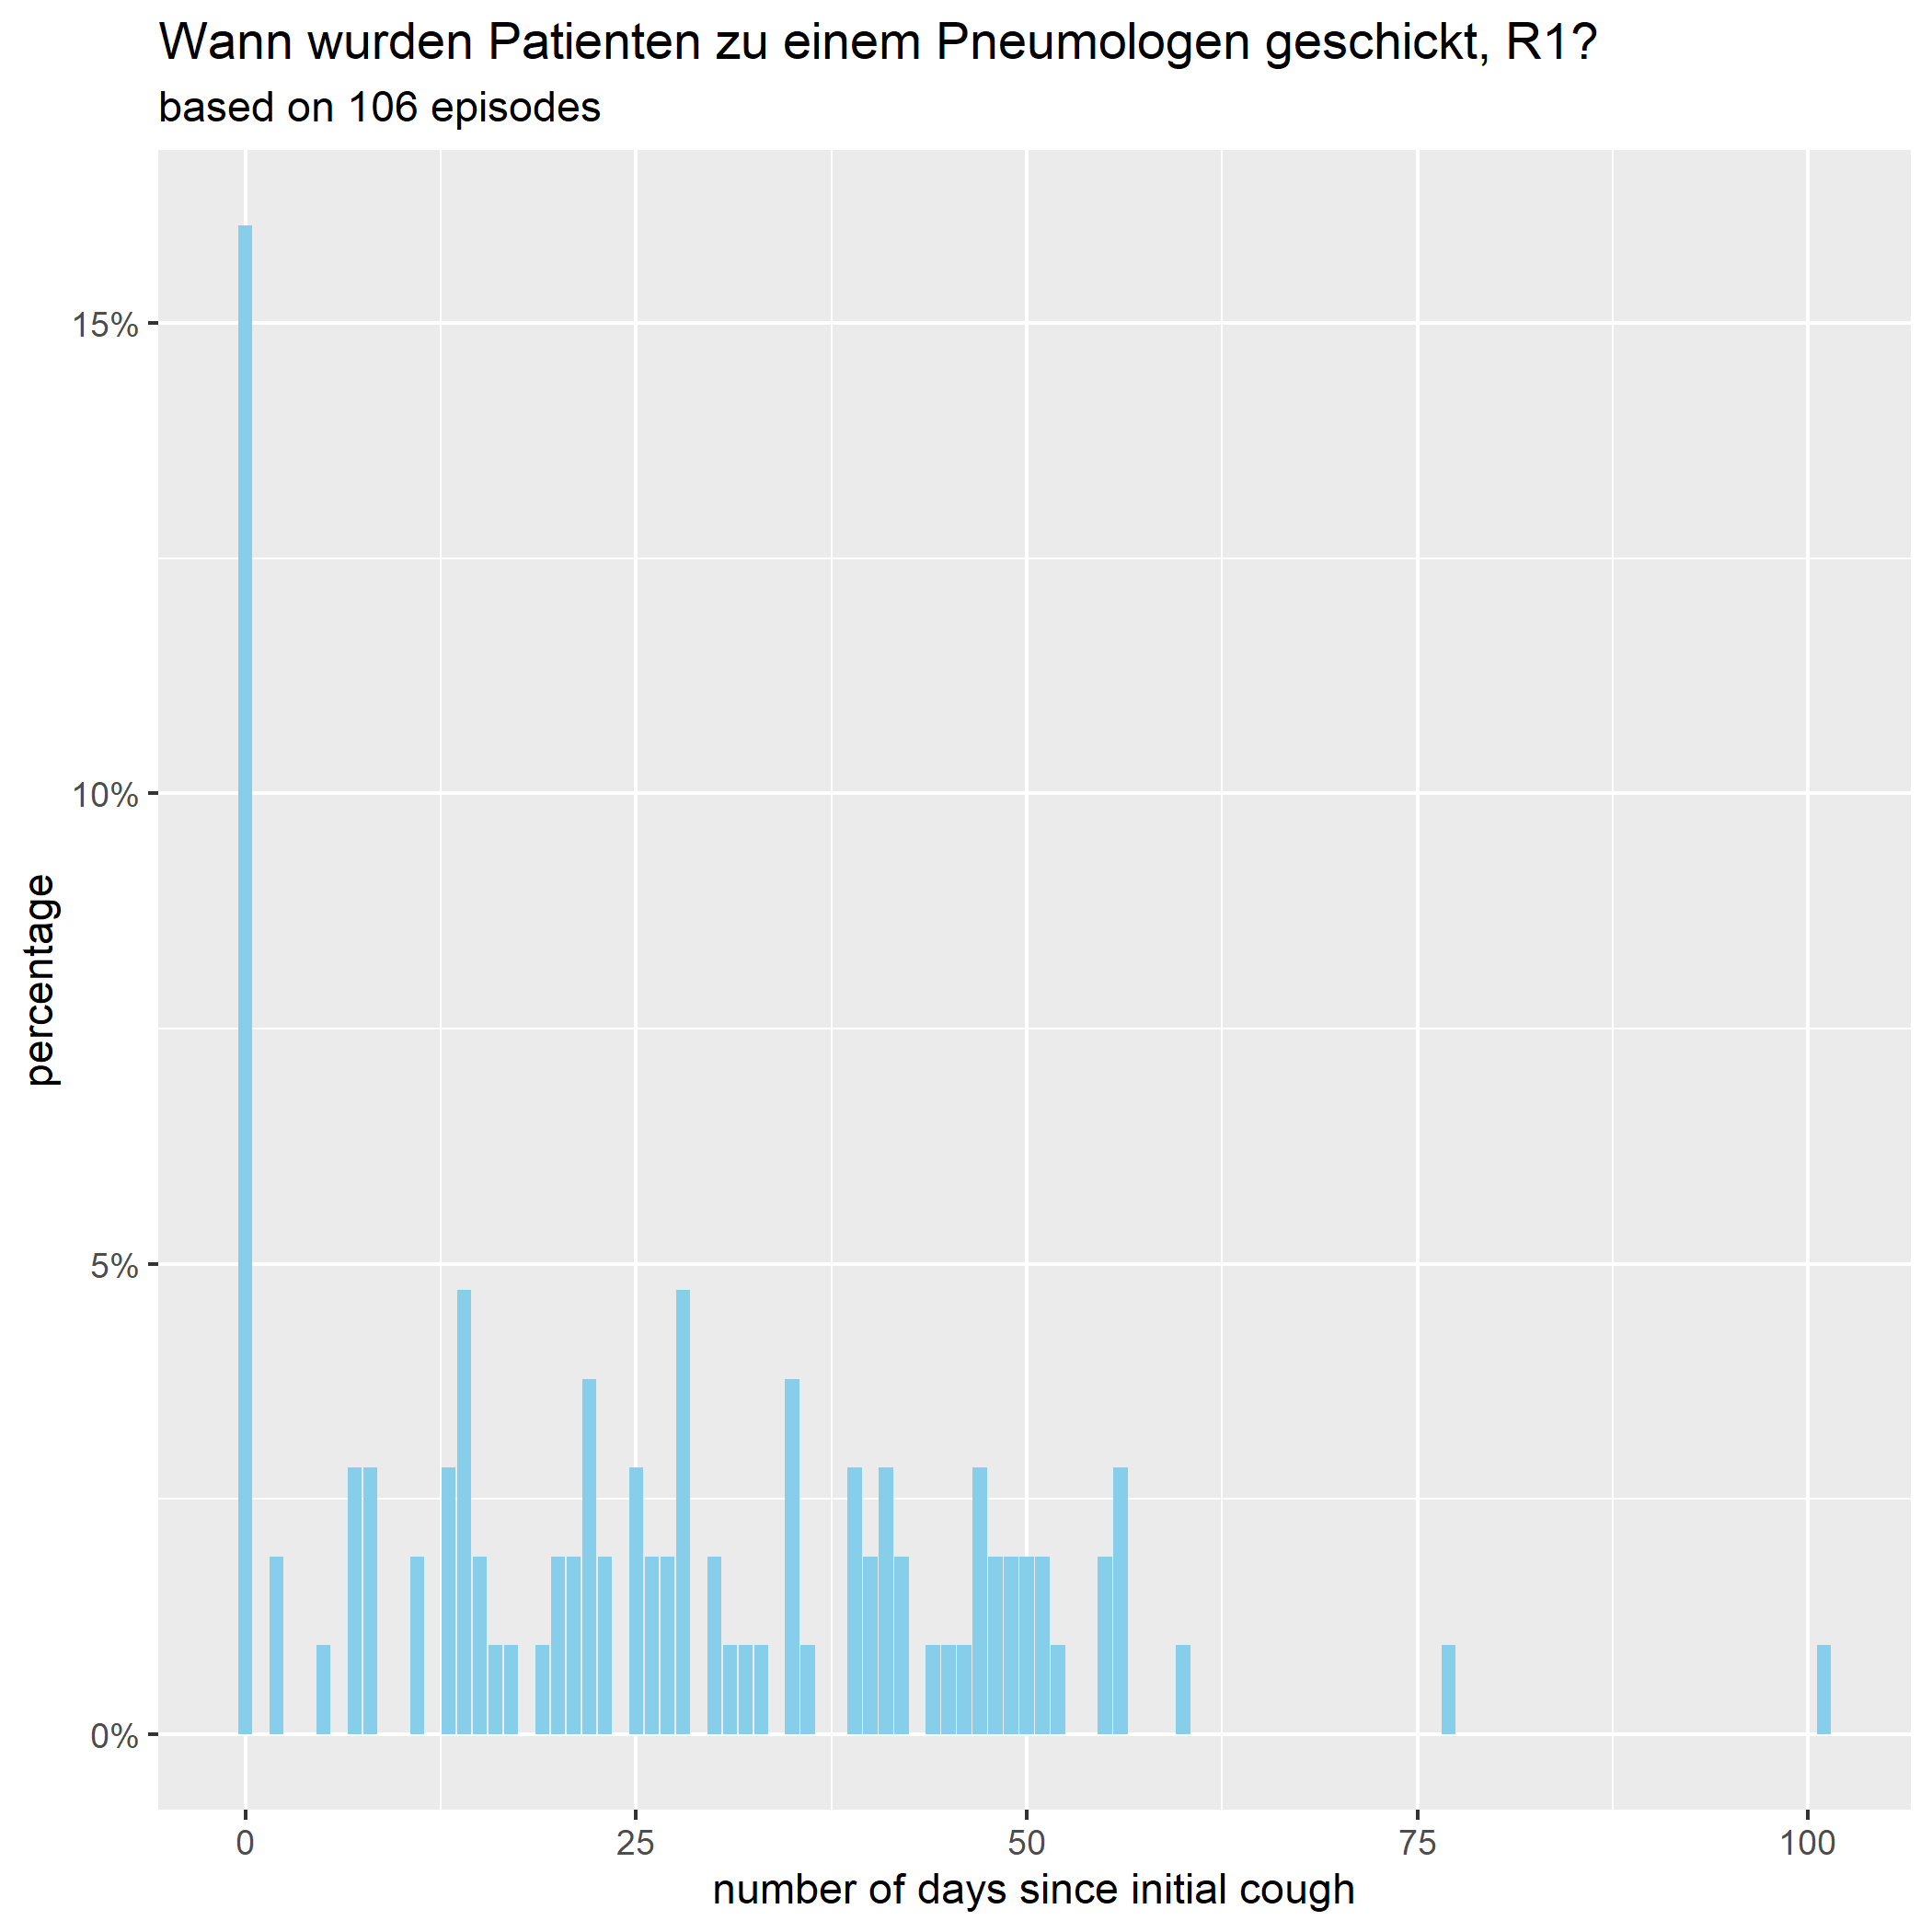 Wann wurden Patienten zu einem Pneumologen geschickt, R1?
based on 106 episodes
percentage
15%
10%
5%
0%
0 25 50 75 100
number of days since initial cough